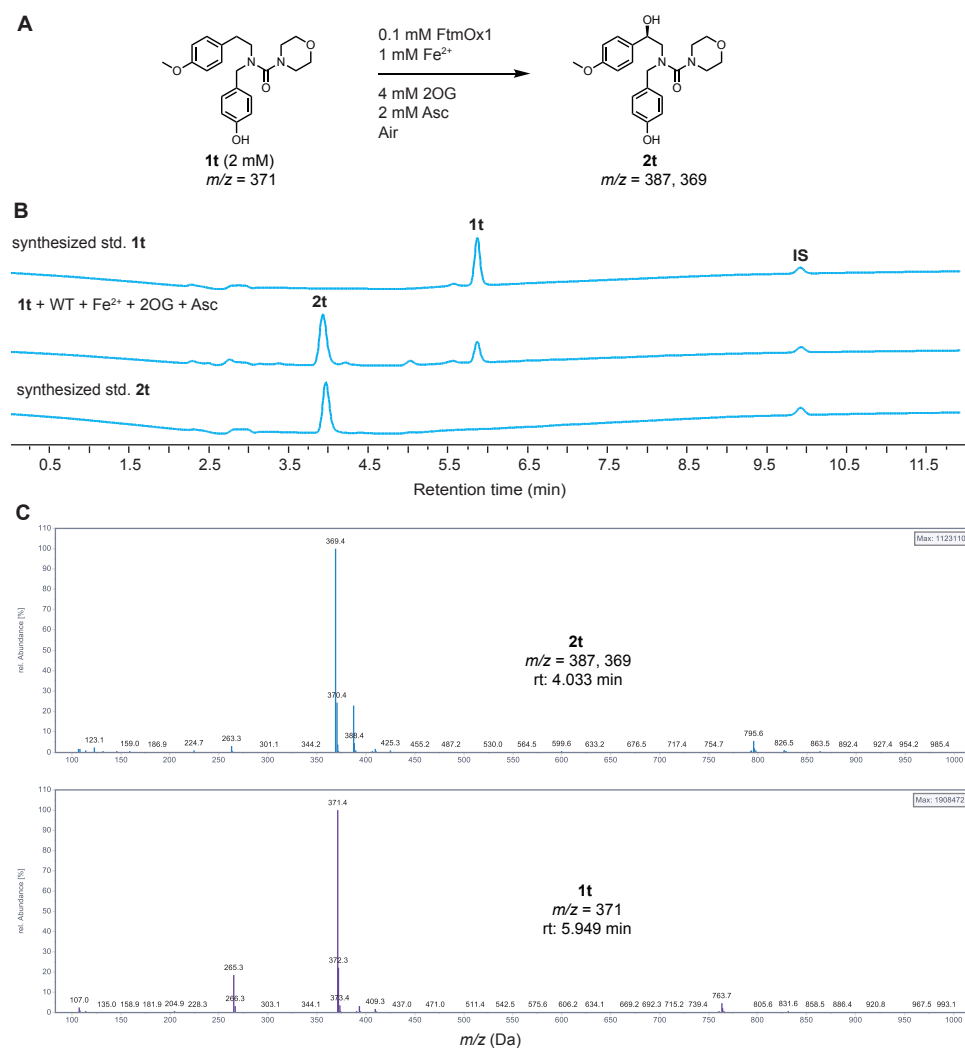 A
0.1 mM FtmOx1
1 mM Fe2+
4 mM 2OG
2 mM Asc
Air
O
N
N
O
O
OH
1t (2 mM)
m/z = 371
OH
O
N
N
O
O
OH
2t
m/z = 387, 369
B
synthesized std. 1t
1t
IS
1t + WT + Fe2+ + 2OG + Asc
2t
synthesized std. 2t
0.5 1.5 2.5 3.5 4.5 5.5 6.5 7.5 8.5 9.5 10.5 11.5
Retention time (min)
C
Max: 1123110
rel. Abundance [%]
110
100
90
80
70
60
50
40
30
20
10
0
369.4
370.4
388.4
123.1 159.0 186.9 224.7 263.3 301.1 344.2 425.3 455.2 487.2 530.0 564.5 599.6 633.2 676.5 717.4 754.7 795.6 826.5 863.5 892.4 927.4 954.2 985.4
2t
m/z = 387, 369
rt: 4.033 min
100 150 200 250 300 350 400 450 500 550 600 650 700 750 800 850 900 950 1000
Max: 1908472
rel. Abundance [%]
110
100
90
80
70
60
50
40
30
20
10
0
371.4
372.3
373.4
265.3
266.3
107.0 135.0 158.9 181.9 204.9 228.3 303.1 344.1 409.3 437.0 471.0 511.4 542.5 575.6 606.2 634.1 669.2 692.3 715.2 739.4 763.7 805.6 831.6 858.5 886.4 920.8 967.5 993.1
1t
m/z = 371
rt: 5.949 min
100 150 200 250 300 350 400 450 500 550 600 650 700 750 800 850 900 950 1000
m/z (Da)